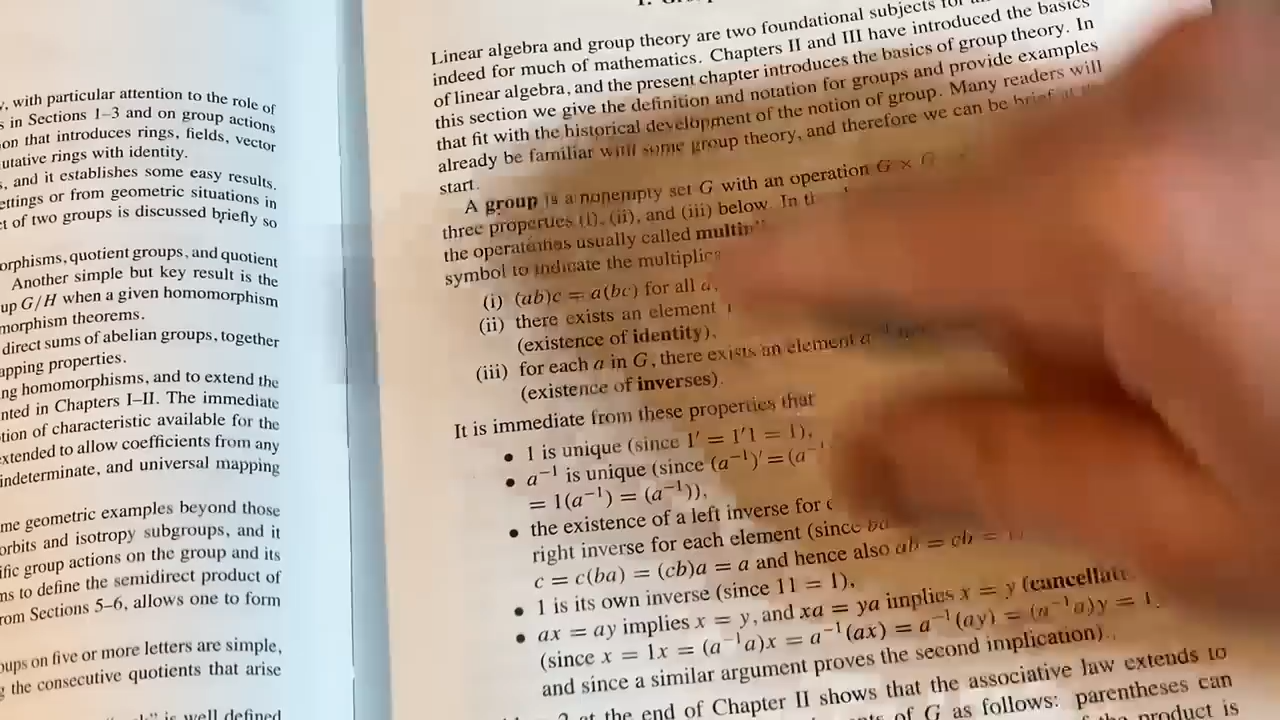 with particular attention to the role of
in Sections 1–3 and on group actions
on that introduces rings, fields, vector
utative rings with identity.
and it establishes some easy results.
ettings or from geometric situations in
ct of two groups is discussed briefly so
orphisms, quotient groups, and quotient
Another simple but key result is the
up G/H when a given homomorphism
morphism theorems.
direct sums of abelian groups, together
apping properties.
ng homomorphisms, and to extend the
nted in Chapters I–II. The immediate
tion of characteristic available for the
extended to allow coefficients from any
indeterminate, and universal mapping
me geometric examples beyond those
orbits and isotropy subgroups, and it
ific group actions on the group and its
ns to define the semidirect product of
rom Sections 5–6, allows one to form
oups on five or more letters are simple,
g the consecutive quotients that arise
is well defined
Linear algebra and group theory are two foundational subjects for
indeed for much of mathematics. Chapters II and III have introduced the basics
of linear algebra, and the present chapter introduces the basics of group theory. In
this section we give the definition and notation for groups and provide examples
that fit with the historical development of the notion of group. Many readers will
already be familiar with some group theory, and therefore we can be brief at
start.
A group is a nonempty set G with an operation G ×
three properties (i), (ii), and (iii) below. In
the operation is usually called
symbol to indicate the
(i) (ab)c = a(bc) for all a,
(ii) there exists an element
(existence of identity),
(iii) for each a in G, there exists an element
(existence of inverses).
It is immediate from these properties that
• 1 is unique (since 1′ = 1′1 = 1),
• a⁻¹ is unique (since (a⁻¹)′ = (a⁻
= 1(a⁻¹) = (a⁻¹)),
• the existence of a left inverse for
right inverse for each element (since
c = c(ba) = (cb)a = a and hence also ab = cb =
• 1 is its own inverse (since 11 = 1),
• ax = ay implies x = y, and xa = ya implies x = y
(since x = 1x = (a⁻¹a)x = a⁻¹(ax) = a⁻¹(ay) = (a⁻¹a)y = 1
and since a similar argument proves the second implication).
at the end of Chapter II shows that the associative law extends to
of G as follows: parentheses can
product is